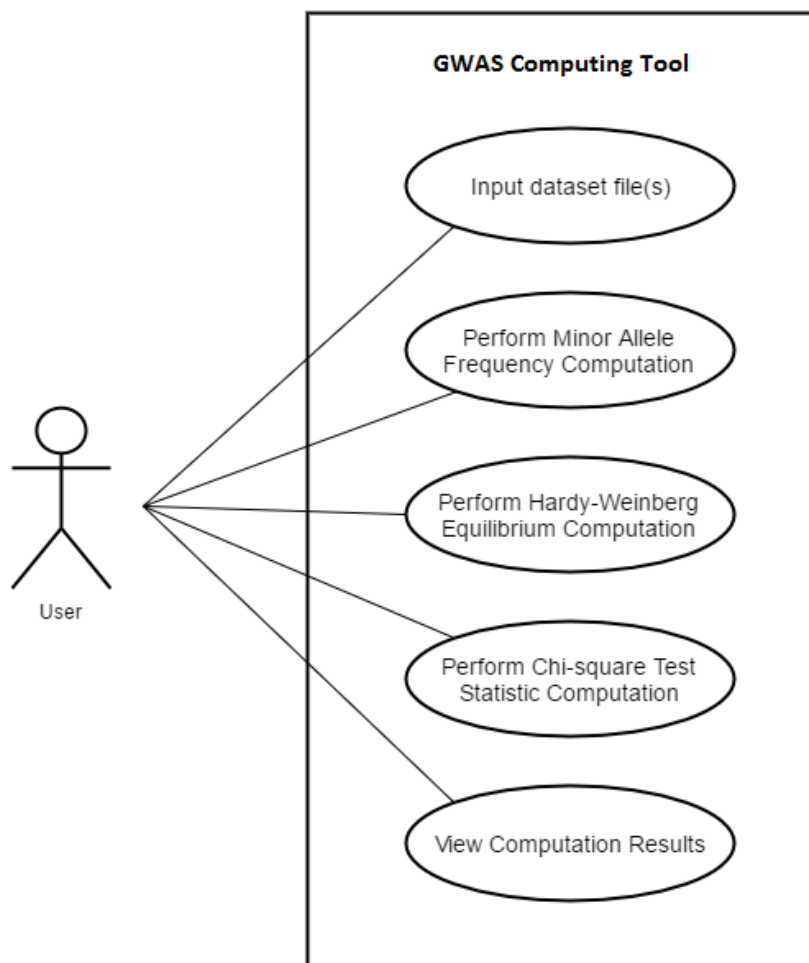 GWAS Computing Tool
Input dataset file(s)
Perform Minor Allele
Frequency Computation
Perform Hardy-Weinberg
Equilibrium Computation
User
Perform Chi-square Test
Statistic Computation
View Computation Results